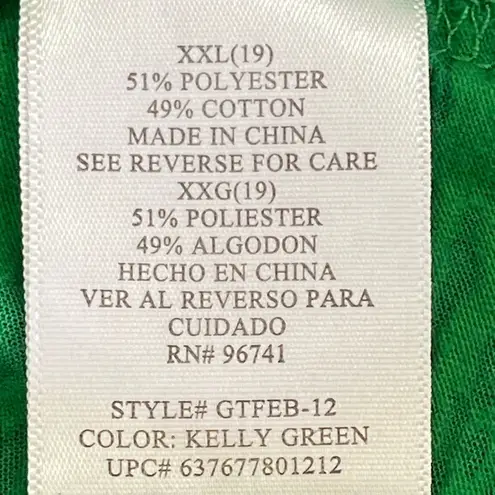 XXL(19)
51% POLYESTER
49% COTTON
MADE IN CHINA
SEE REVERSE FOR CARE
XXG(19)
51% POLIESTER
49% ALGODON
HECHO EN CHINA
VER AL REVERSO PARA
CUIDADO
RN# 96741
STYLE# GTFEB-12
COLOR: KELLY GREEN
UPC# 637677801212